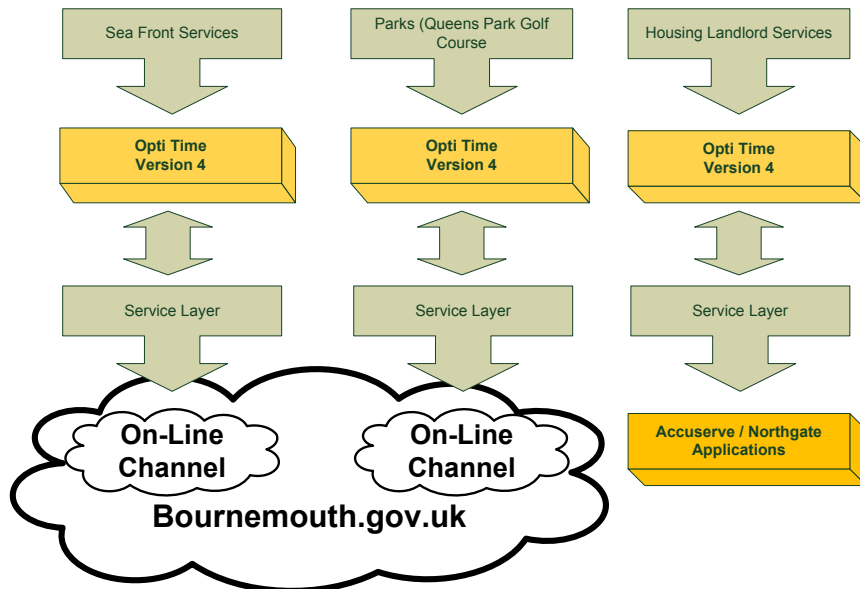 Sea Front Services
Parks (Queens Park Golf
Course
Housing Landlord Services
Opti Time
Version 4
Opti Time
Version 4
Opti Time
Version 4
Service Layer
Service Layer
Service Layer
On-Line
Channel
On-Line
Channel
Accuserve / Northgate
Applications
Bournemouth.gov.uk